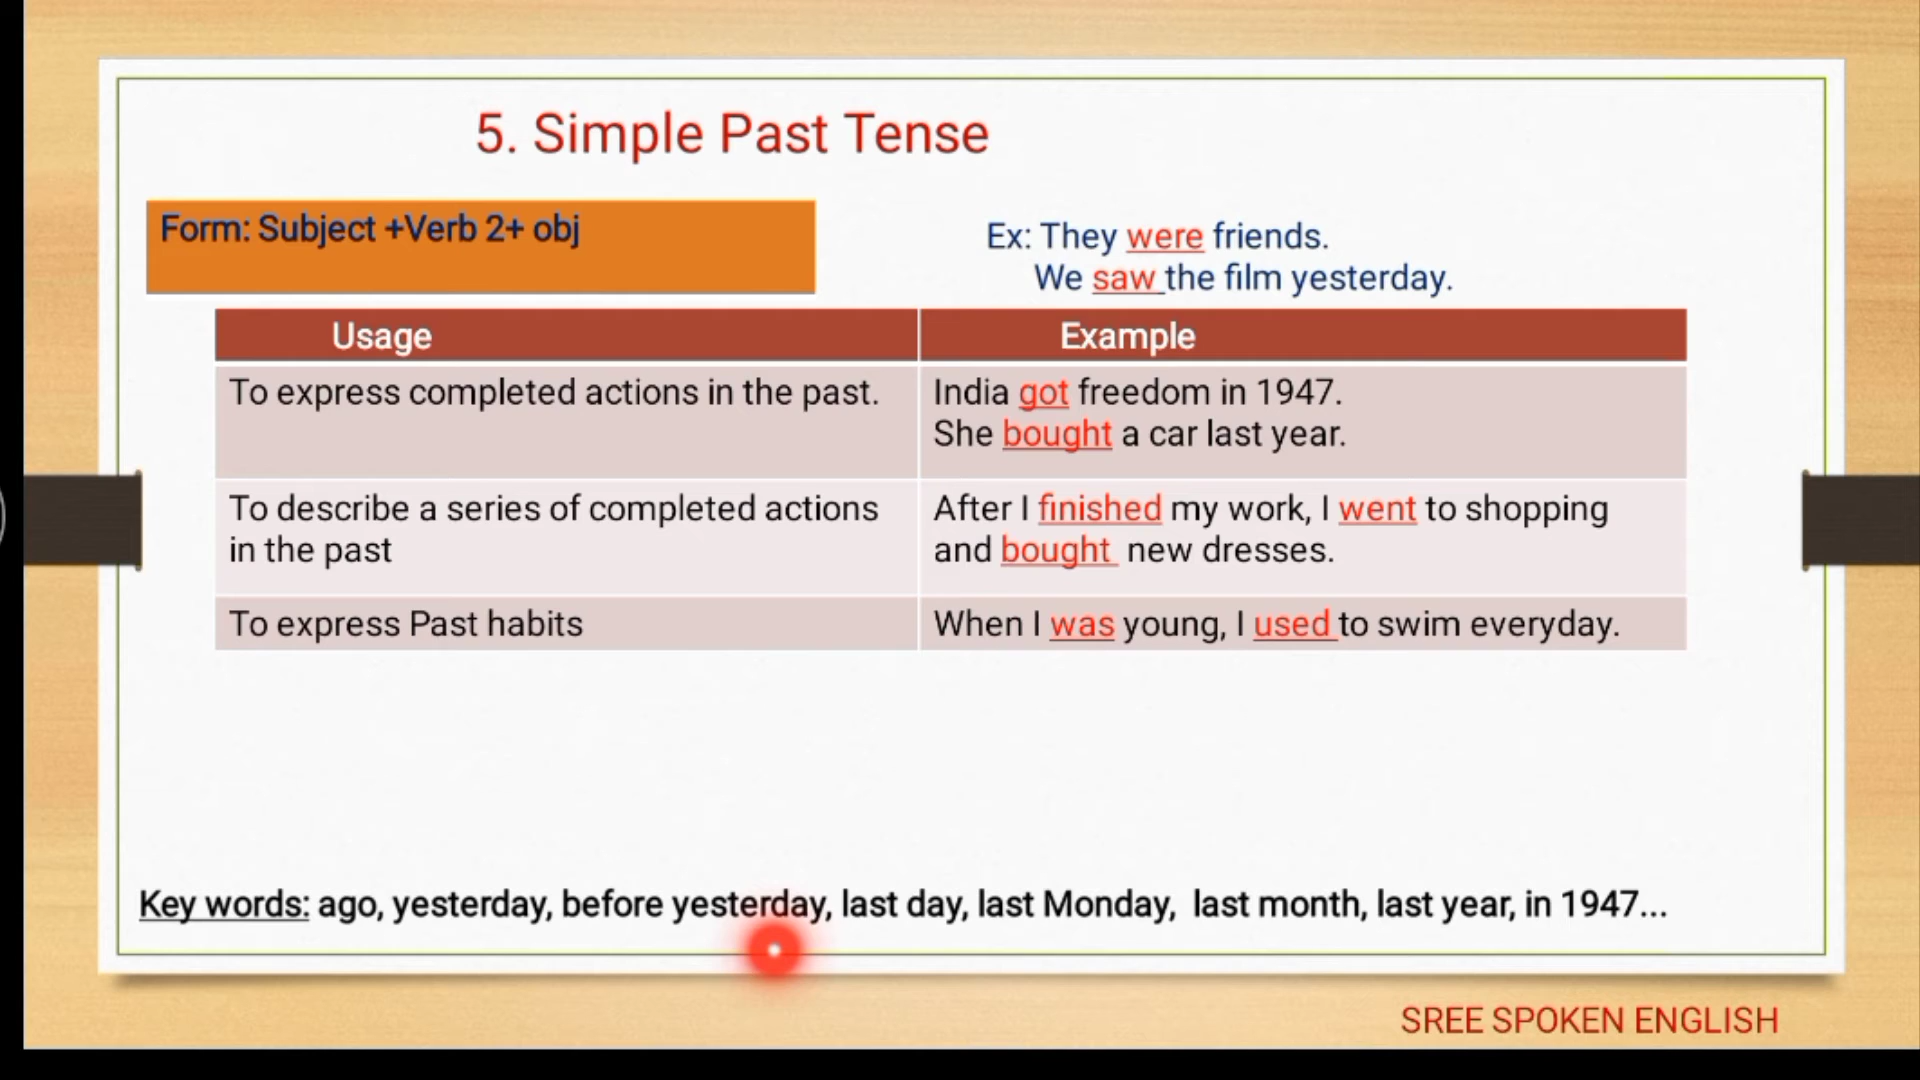 5. Simple Past Tense
Form: Subject +Verb 2+ obj
Ex: They were friends.
We saw the film yesterday.
Usage
Example
To express completed actions in the past.
India got freedom in 1947.
She bought a car last year.
To describe a series of completed actions
in the past
After I finished my work, I went to shopping
and bought  new dresses.
To express Past habits
When I was young, I used to swim everyday.
Key words: ago, yesterday, before yesterday, last day, last Monday,  last month, last year, in 1947...
SREE SPOKEN ENGLISH